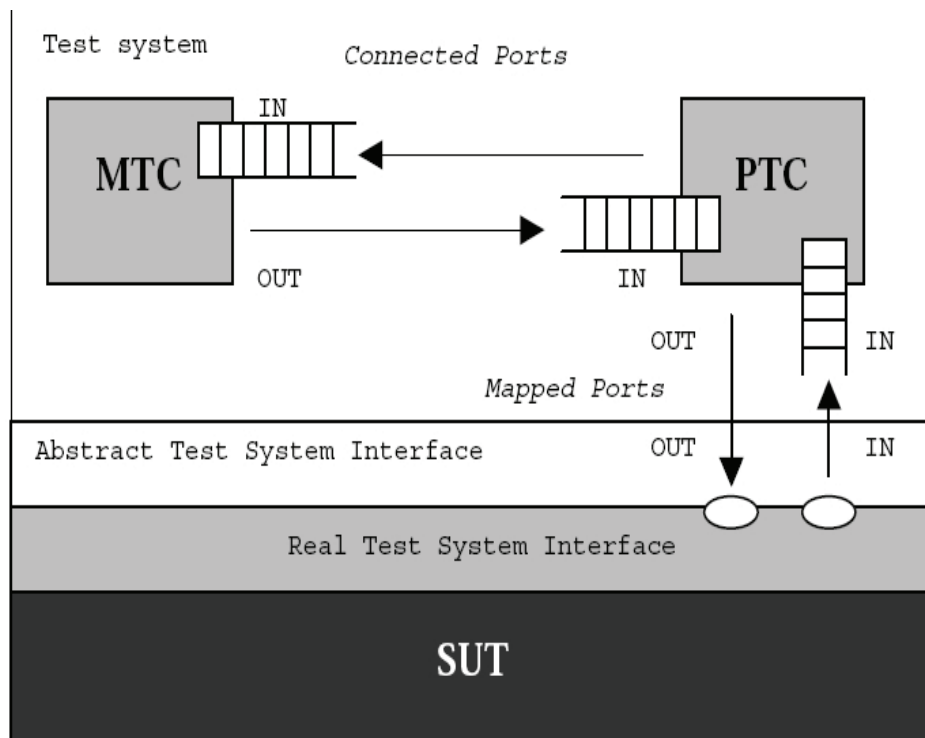 Test system
Connected Ports
IN
MTC
PTC
OUT
IN
OUT
IN
Mapped Ports
Abstract Test System Interface
OUT
IN
Real Test System Interface
SUT